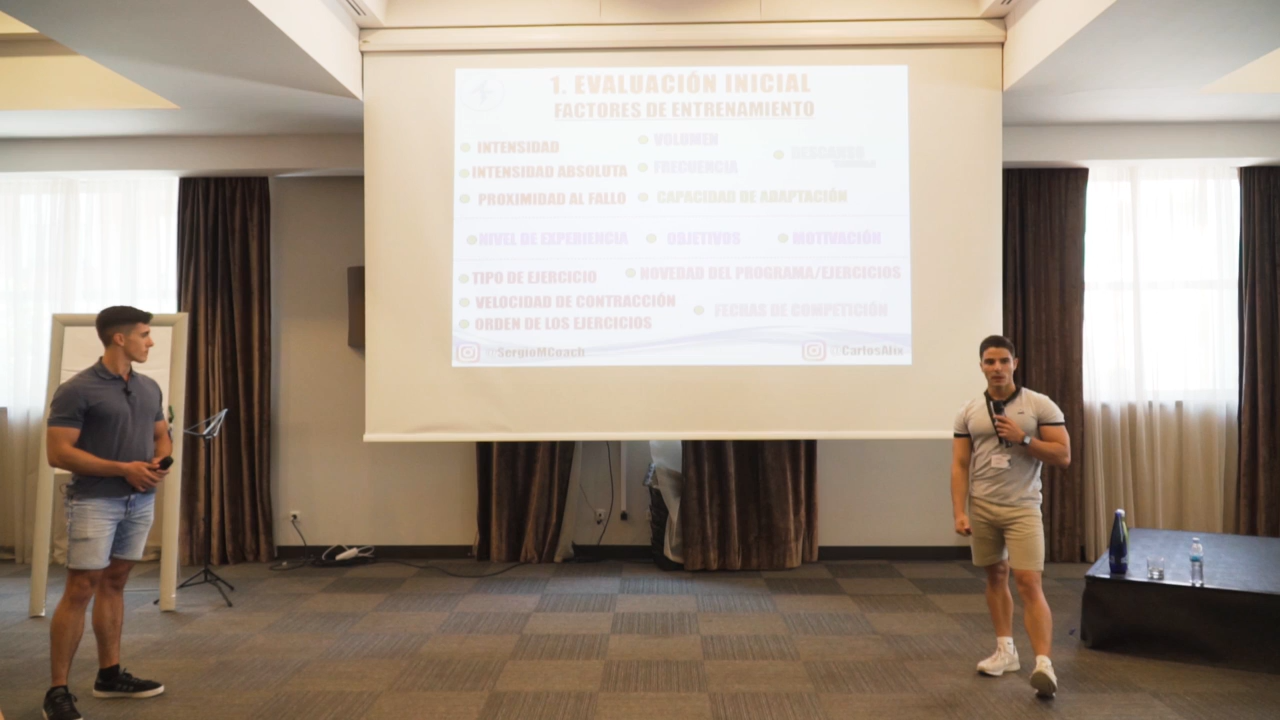 1. EVALUACIÓN INICIAL
FACTORES DE ENTRENAMIENTO
INTENSIDAD
INTENSIDAD ABSOLUTA
PROXIMIDAD AL FALLO
VOLUMEN
FRECUENCIA
CAPACIDAD DE ADAPTACIÓN
DESCANSO
NIVEL DE EXPERIENCIA
OBJETIVOS
MOTIVACIÓN
TIPO DE EJERCICIO
VELOCIDAD DE CONTRACCIÓN
ORDEN DE LOS EJERCICIOS
NOVEDAD DEL PROGRAMA/EJERCICIOS
FECHAS DE COMPETICIÓN
@SergioMCoach
@CarlosAlix